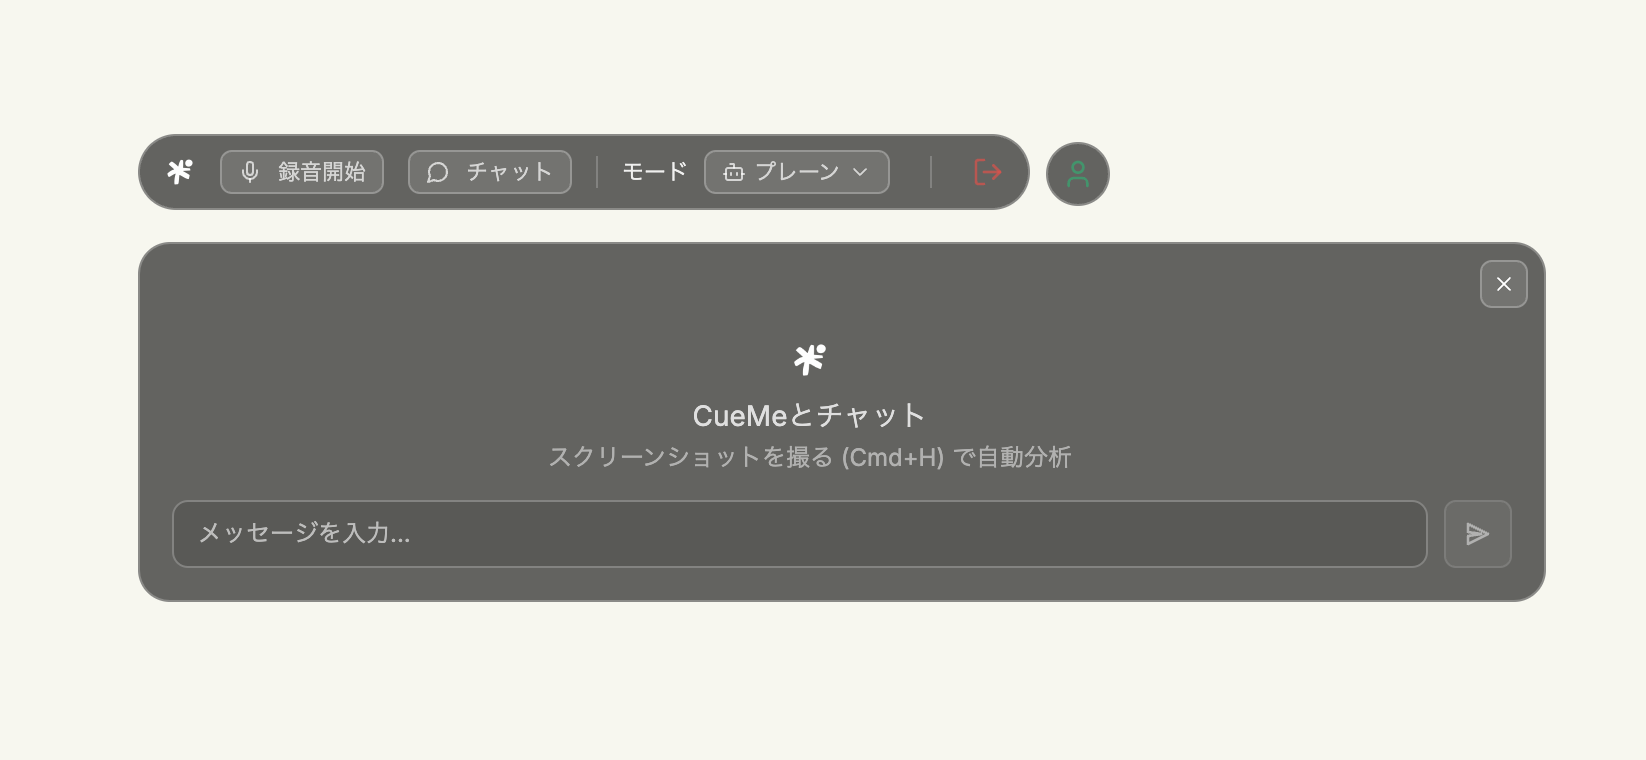 録音開始 チャット モード プレーン
CueMeとチャット
スクリーンショットを撮る (Cmd+H) で自動分析
メッセージを入力...